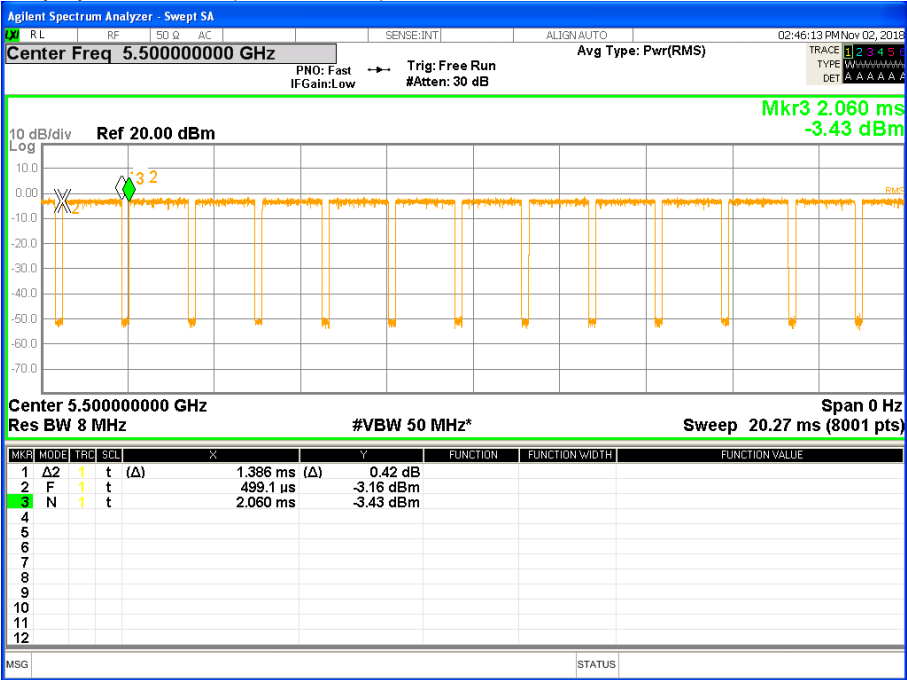 Agilent Spectrum Analyzer - Swept SA
LXI RL RF 50 Ω AC SENSE:INT ALIGN AUTO 02:46:13 PM Nov 02, 2018
Center Freq 5.500000000 GHz
Avg Type: Pwr(RMS)
TRACE 1 2 3 4 5 6
PNO: Fast Trig: Free Run
TYPE WWWWWW
IFGain:Low #Atten: 30 dB
DET A A A A A A
Mkr3 2.060 ms
10 dB/div Ref 20.00 dBm -3.43 dBm
Log
10.0
3 2
0.00
RMS
2
-10.0
-20.0
-30.0
-40.0
-50.0
-60.0
-70.0
Center 5.500000000 GHz Span 0 Hz
Res BW 8 MHz #VBW 50 MHz* Sweep 20.27 ms (8001 pts)
MKR MODE TRC SCL X Y FUNCTION FUNCTION WIDTH FUNCTION VALUE
1 Δ2 1 t (Δ) 1.386 ms (Δ) 0.42 dB
2 F 1 t 499.1 µs -3.16 dBm
3 N 1 t 2.060 ms -3.43 dBm
4
5
6
7
8
9
10
11
12
MSG STATUS